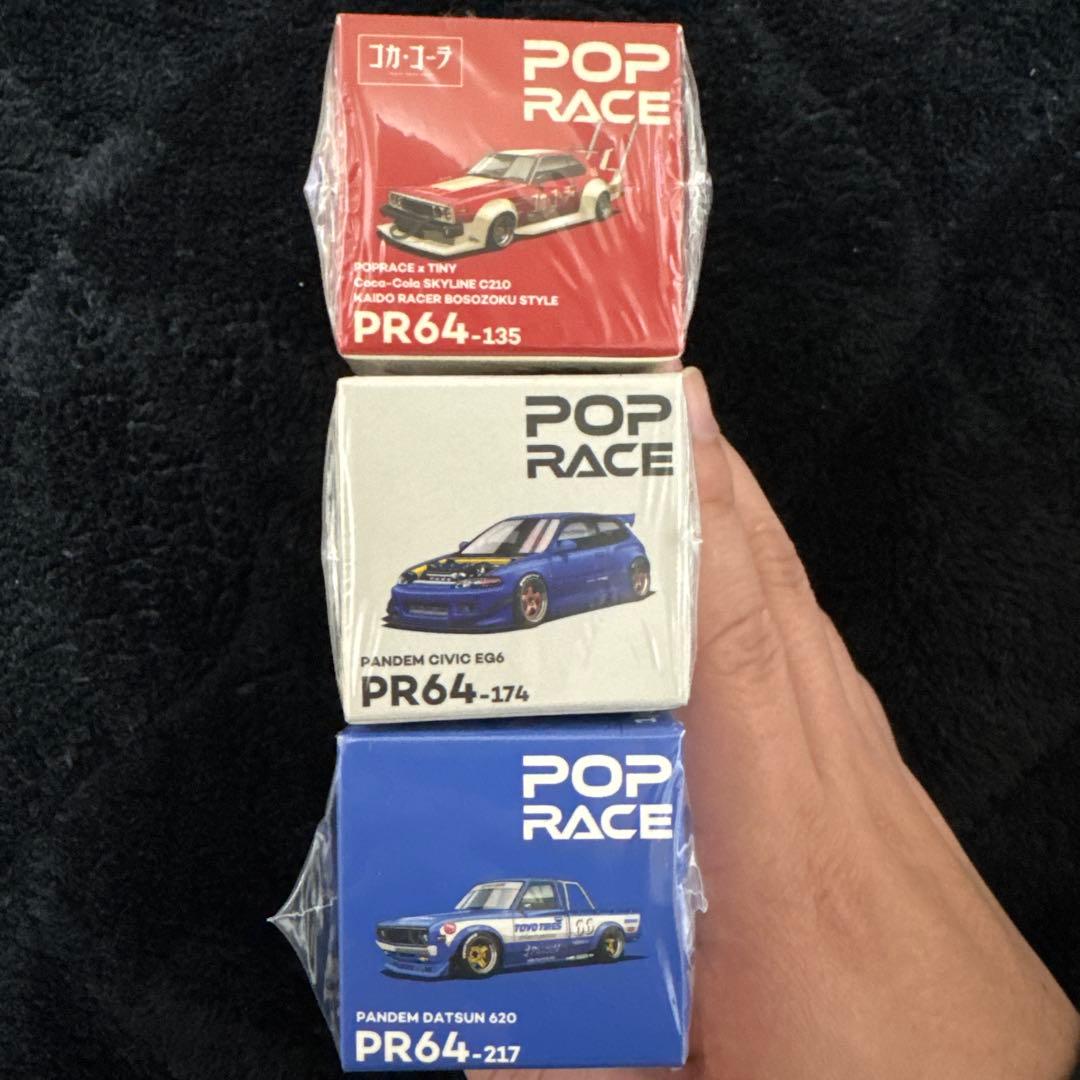 コカ・コーラ
POP
RACE
POPRACE x TINY
Coca-Cola SKYLINE C210
KAIDO RACER BOSOZOKU STYLE
PR64-135
POP
RACE
PANDEM CIVIC EG6
PR64-174
POP
RACE
TOYO TIRES
66
PANDEM DATSUN 620
PR64-217